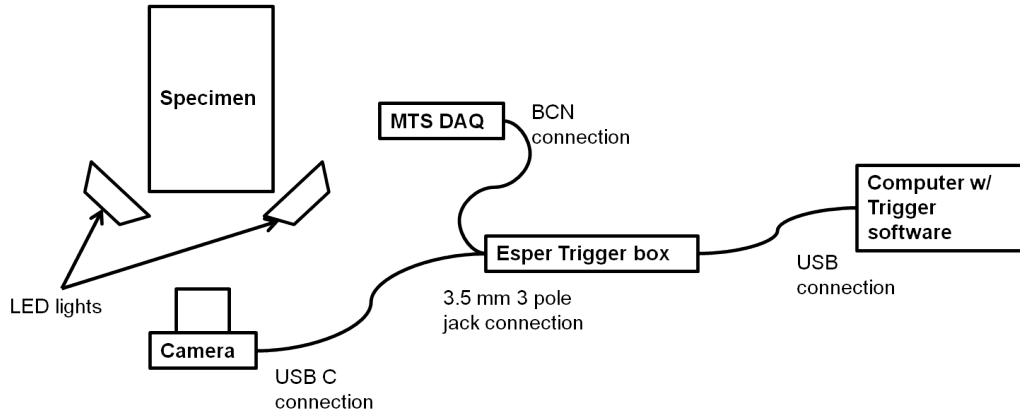 Specimen
MTS DAQ
BCN
connection
Computer w/
Trigger
software
Esper Trigger box
USB
connection
LED lights
3.5 mm 3 pole
jack connection
Camera
USB C
connection